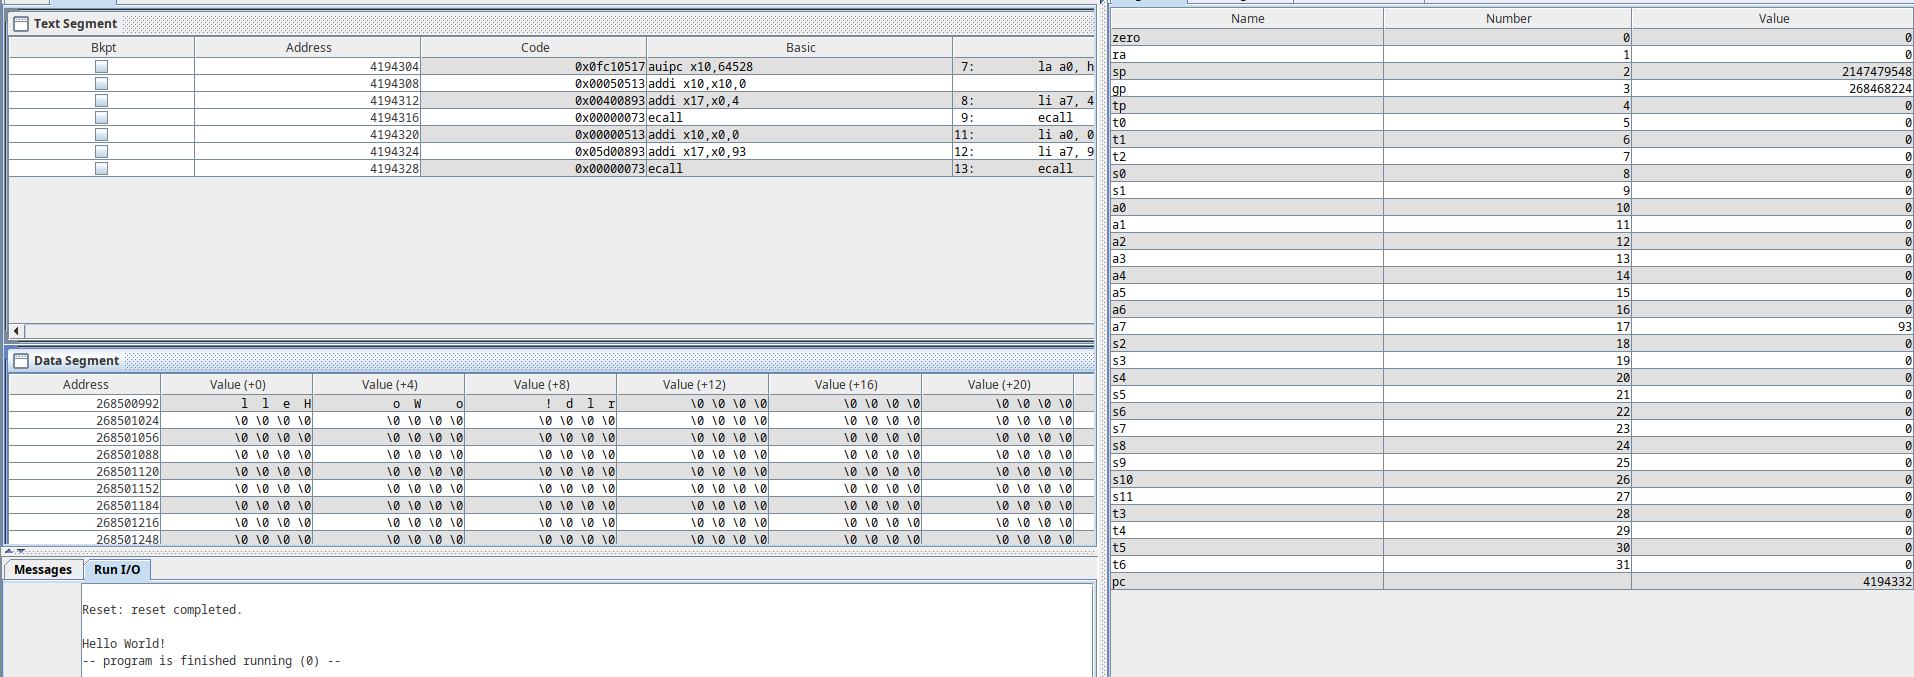 Text Segment
Bkpt Address Code Basic
4194304 0x0fc10517 auipc x10,64528 7: la a0, h
4194308 0x00050513 addi x10,x10,0
4194312 0x00400893 addi x17,x0,4 8: li a7, 4
4194316 0x00000073 ecall 9: ecall
4194320 0x00000513 addi x10,x0,0 11: li a0, 0
4194324 0x05d00893 addi x17,x0,93 12: li a7, 9
4194328 0x00000073 ecall 13: ecall
Data Segment
Address Value (+0) Value (+4) Value (+8) Value (+12) Value (+16) Value (+20)
268500992 l l e H o W o ! d l r \0 \0 \0 \0 \0 \0 \0 \0 \0 \0 \0 \0
268501024 \0 \0 \0 \0 \0 \0 \0 \0 \0 \0 \0 \0 \0 \0 \0 \0 \0 \0 \0 \0 \0 \0 \0 \0
268501056 \0 \0 \0 \0 \0 \0 \0 \0 \0 \0 \0 \0 \0 \0 \0 \0 \0 \0 \0 \0 \0 \0 \0 \0
268501088 \0 \0 \0 \0 \0 \0 \0 \0 \0 \0 \0 \0 \0 \0 \0 \0 \0 \0 \0 \0 \0 \0 \0 \0
268501120 \0 \0 \0 \0 \0 \0 \0 \0 \0 \0 \0 \0 \0 \0 \0 \0 \0 \0 \0 \0 \0 \0 \0 \0
268501152 \0 \0 \0 \0 \0 \0 \0 \0 \0 \0 \0 \0 \0 \0 \0 \0 \0 \0 \0 \0 \0 \0 \0 \0
268501184 \0 \0 \0 \0 \0 \0 \0 \0 \0 \0 \0 \0 \0 \0 \0 \0 \0 \0 \0 \0 \0 \0 \0 \0
268501216 \0 \0 \0 \0 \0 \0 \0 \0 \0 \0 \0 \0 \0 \0 \0 \0 \0 \0 \0 \0 \0 \0 \0 \0
268501248 \0 \0 \0 \0 \0 \0 \0 \0 \0 \0 \0 \0 \0 \0 \0 \0 \0 \0 \0 \0 \0 \0 \0 \0
Messages Run I/O
Reset: reset completed.
Hello World!
-- program is finished running (0) --
Name Number Value
zero 0 0
ra 1 0
sp 2 2147479548
gp 3 268468224
tp 4 0
t0 5 0
t1 6 0
t2 7 0
s0 8 0
s1 9 0
a0 10 0
a1 11 0
a2 12 0
a3 13 0
a4 14 0
a5 15 0
a6 16 0
a7 17 93
s2 18 0
s3 19 0
s4 20 0
s5 21 0
s6 22 0
s7 23 0
s8 24 0
s9 25 0
s10 26 0
s11 27 0
t3 28 0
t4 29 0
t5 30 0
t6 31 0
pc 4194332